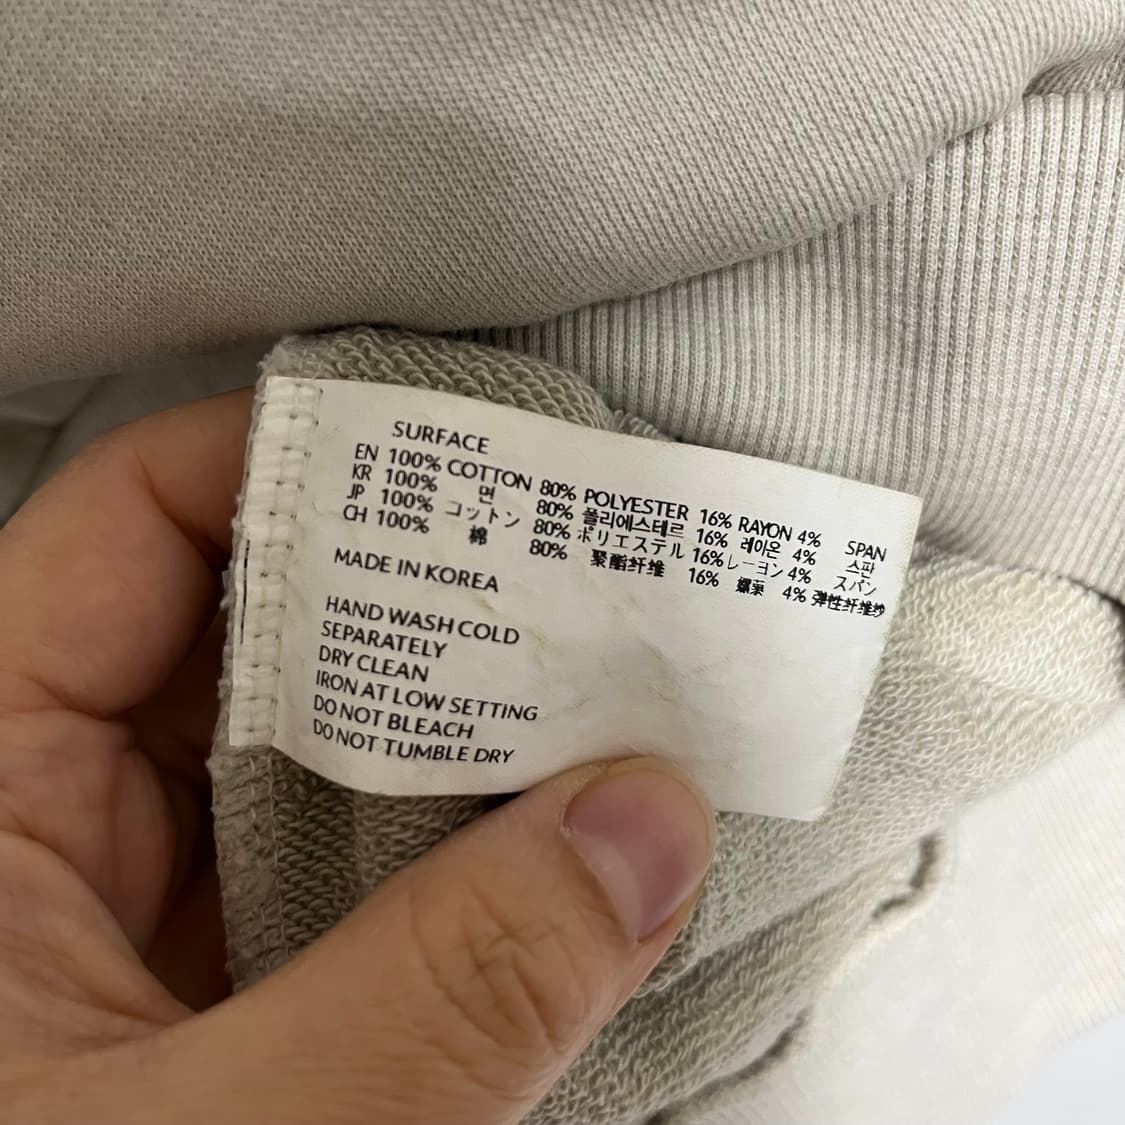 SURFACE
EN 100% COTTON 80% POLYESTER 16% RAYON 4% SPAN
KR 100% 면 80% 폴리에스테르 16% 레이온 4% 스판
JP 100% コットン 80% ポリエステル 16% レーヨン 4% スパン
CH 100% 棉 80% 聚酯纤维 16% 4% 弹性纤维纱
MADE IN KOREA
HAND WASH COLD
SEPARATELY
DRY CLEAN
IRON AT LOW SETTING
DO NOT BLEACH
DO NOT TUMBLE DRY